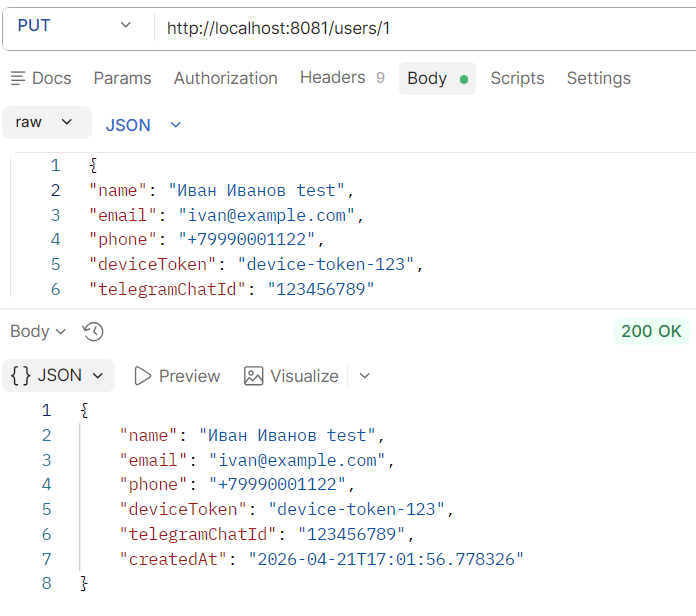 PUT http://localhost:8081/users/1
Docs Params Authorization Headers 9 Body Scripts Settings
raw JSON
1 {
2 "name": "Иван Иванов test",
3 "email": "ivan@example.com",
4 "phone": "+79990001122",
5 "deviceToken": "device-token-123",
6 "telegramChatId": "123456789"
Body 200 OK
{} JSON Preview Visualize
1 {
2 "name": "Иван Иванов test",
3 "email": "ivan@example.com",
4 "phone": "+79990001122",
5 "deviceToken": "device-token-123",
6 "telegramChatId": "123456789",
7 "createdAt": "2026-04-21T17:01:56.778326"
8 }